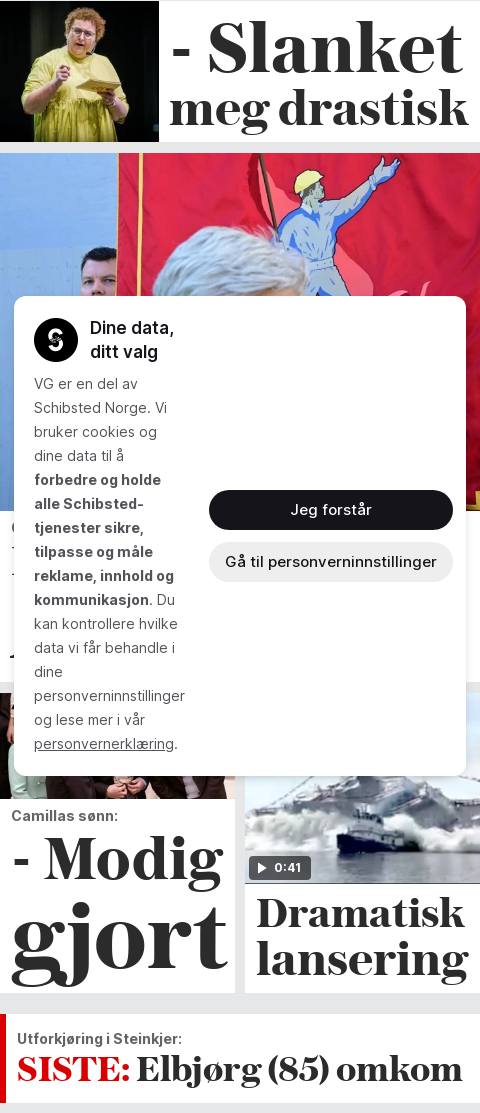 - Slanket
meg drastisk
Dine data,
ditt valg
VG er en del av
Schibsted Norge. Vi
bruker cookies og
dine data til å
forbedre og holde
alle Schibsted-
tjenester sikre,
tilpasse og måle
reklame, innhold og
kommunikasjon. Du
kan kontrollere hvilke
data vi får behandle i
dine
personverninnstillinger
og lese mer i vår
personvernerklæring.
Jeg forstår
Gå til personverninnstillinger
Camillas sønn:
- Modig
gjort
0:41
Dramatisk
lansering
Utforkjøring i Steinkjer:
SISTE: Elbjørg (85) omkom